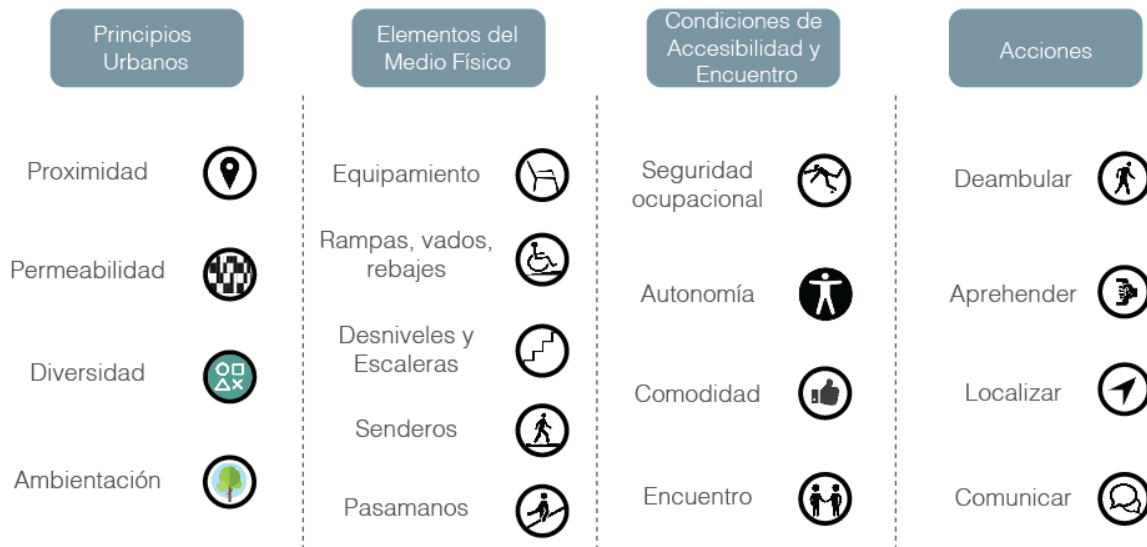 Principios
Urbanos
Proximidad
Permeabilidad
Diversidad
Ambientación
Elementos del
Medio Físico
Equipamiento
Rampas, vados,
rebajes
Desniveles y
Escaleras
Senderos
Pasamanos
Condiciones de
Accesibilidad y
Encuentro
Seguridad
ocupacional
Autonomía
Comodidad
Encuentro
Acciones
Deambular
Aprehender
Localizar
Comunicar